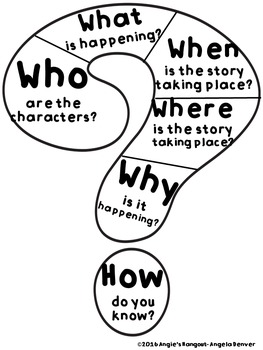 Who
are the
characters?
What
is happening?
When
is the story
taking place?
Where
is the story
taking place?
Why
is it
happening?
How
do you
know?
©2016 Angie's Hangout-Angela Denver